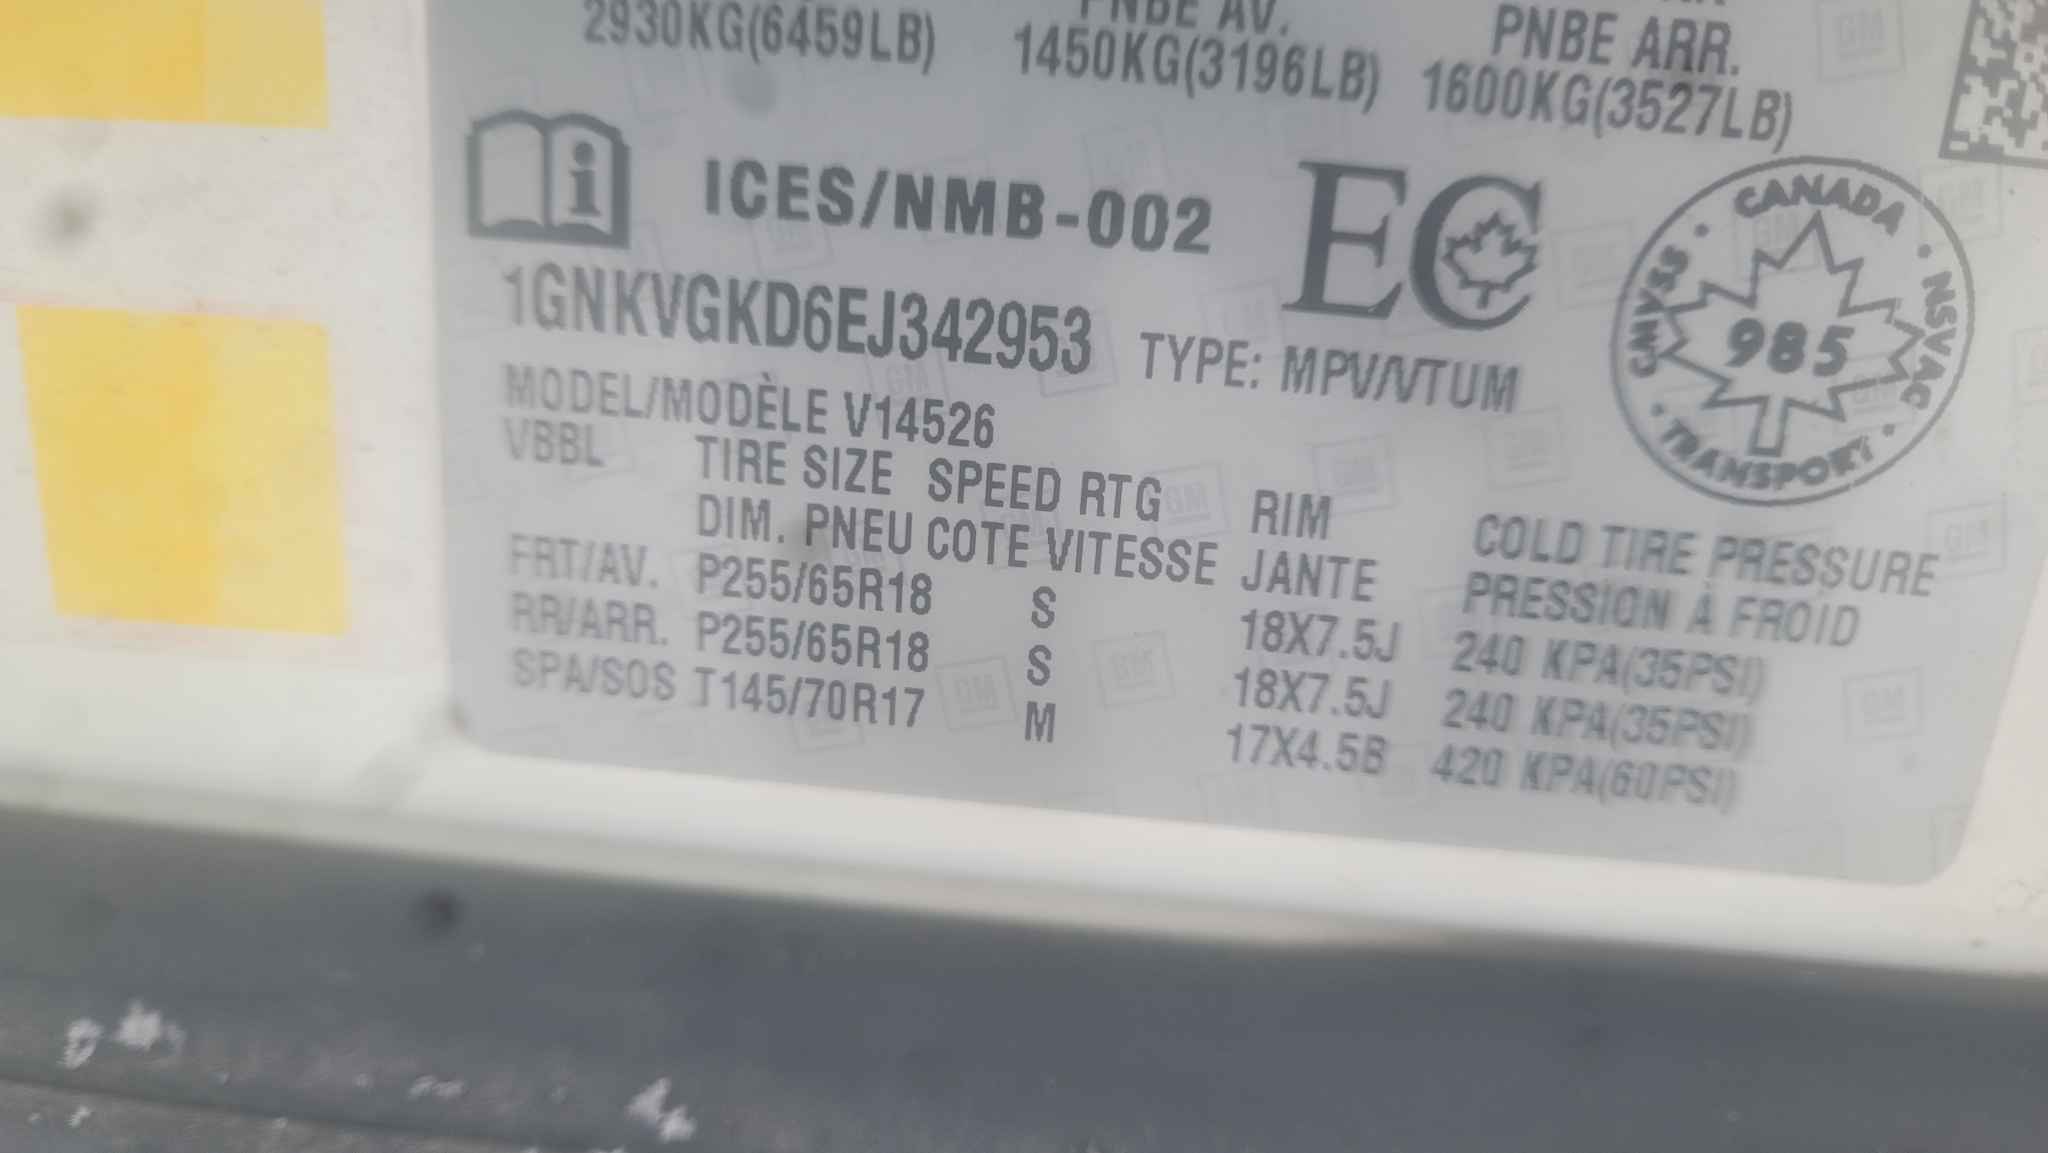 PNBE AV.
PNBE ARR.
2930KG(6459LB) 1450KG(3196LB) 1600KG(3527LB)
i ICES/NMB-002 EC
CANADA · NSVAC · TRANSPORT · CMVSS ·
985
1GNKVGKD6EJ342953 TYPE: MPV/VTUM
MODEL/MODÈLE V14526
VBBL TIRE SIZE SPEED RTG RIM COLD TIRE PRESSURE
DIM. PNEU COTE VITESSE JANTE PRESSION À FROID
FRT/AV. P255/65R18 S 18X7.5J 240 KPA(35PSI)
RR/ARR. P255/65R18 S 18X7.5J 240 KPA(35PSI)
SPA/SOS T145/70R17 M 17X4.5B 420 KPA(60PSI)
GM